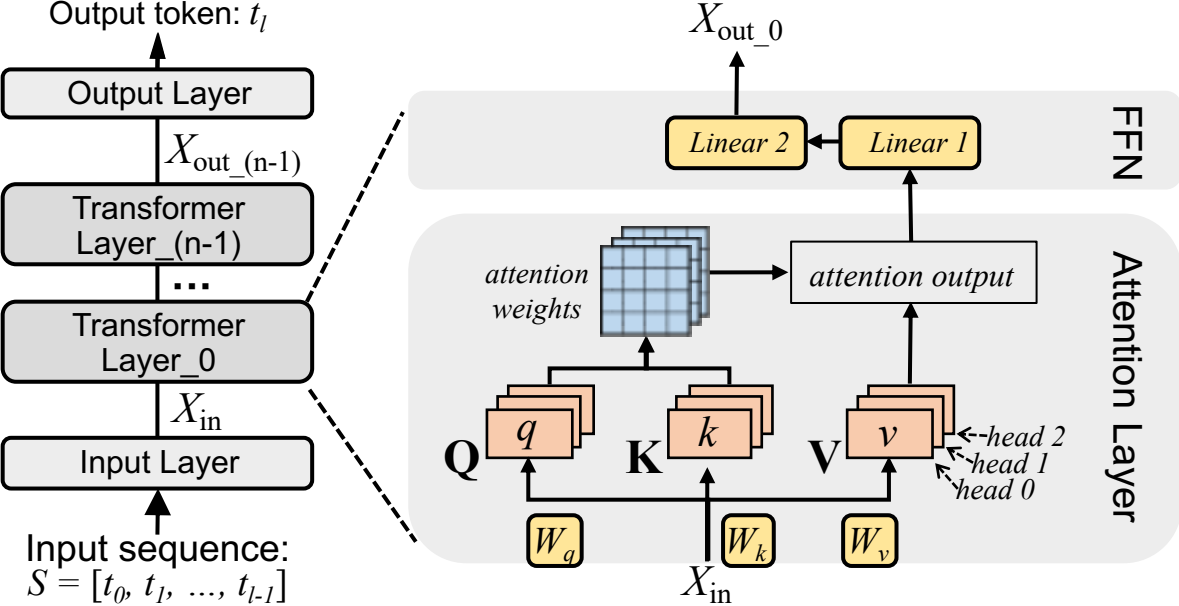 Output token: t_l
Output Layer
X_out_(n-1)
Transformer
Layer_(n-1)
...
Transformer
Layer_0
X_in
Input Layer
Input sequence:
S = [t_0, t_1, ..., t_l-1]
X_out_0
Linear 2
Linear 1
FFN
attention
weights
attention output
Attention Layer
Q
q
K
k
V
v
head 2
head 1
head 0
W_q
W_k
W_v
X_in